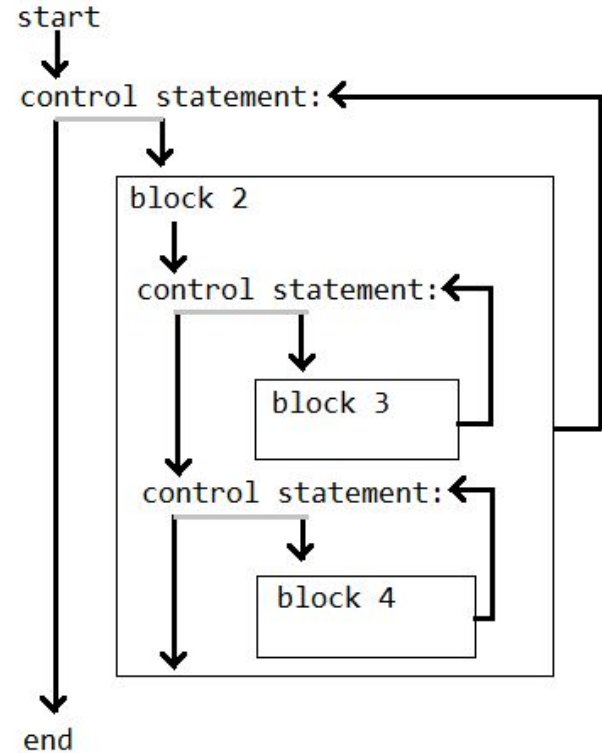 start
control statement:
block 2
control statement:
block 3
control statement:
block 4
end